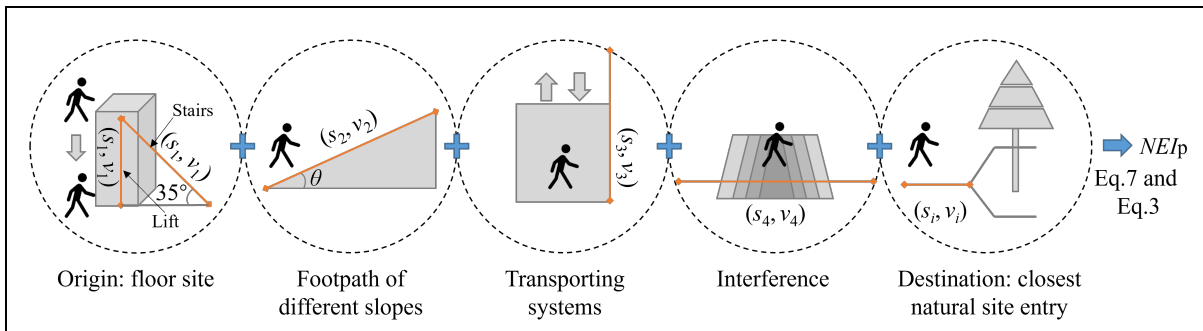 Stairs
(s₁, v₁)
(s₁, v₁)
35°
Lift
Origin: floor site
(s₂, v₂)
θ
Footpath of
different slopes
(s₃, v₃)
Transporting
systems
(s₄, v₄)
Interference
(sᵢ, vᵢ)
Destination: closest
natural site entry
NEIp
Eq.7 and
Eq.3